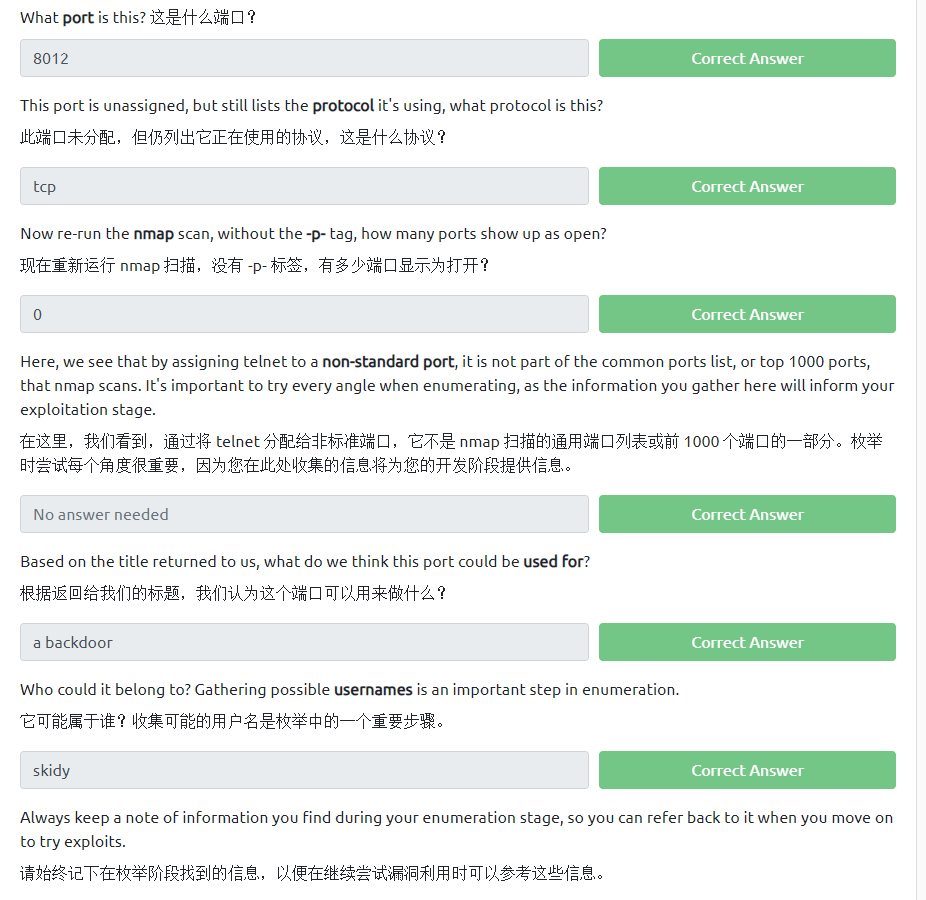 What port is this? 这是什么端口？
8012
Correct Answer
This port is unassigned, but still lists the protocol it's using, what protocol is this?
此端口未分配，但仍列出它正在使用的协议，这是什么协议？
tcp
Correct Answer
Now re-run the nmap scan, without the -p- tag, how many ports show up as open?
现在重新运行 nmap 扫描，没有 -p- 标签，有多少端口显示为打开？
0
Correct Answer
Here, we see that by assigning telnet to a non-standard port, it is not part of the common ports list, or top 1000 ports,
that nmap scans. It's important to try every angle when enumerating, as the information you gather here will inform your
exploitation stage.
在这里，我们看到，通过将 telnet 分配给非标准端口，它不是 nmap 扫描的通用端口列表或前 1000 个端口的一部分。枚举
时尝试每个角度很重要，因为您在此处收集的信息将为您的开发阶段提供信息。
No answer needed
Correct Answer
Based on the title returned to us, what do we think this port could be used for?
根据返回给我们的标题，我们认为这个端口可以用来做什么？
a backdoor
Correct Answer
Who could it belong to? Gathering possible usernames is an important step in enumeration.
它可能属于谁？收集可能的用户名是枚举中的一个重要步骤。
skidy
Correct Answer
Always keep a note of information you find during your enumeration stage, so you can refer back to it when you move on
to try exploits.
请始终记下在枚举阶段找到的信息，以便在继续尝试漏洞利用时可以参考这些信息。